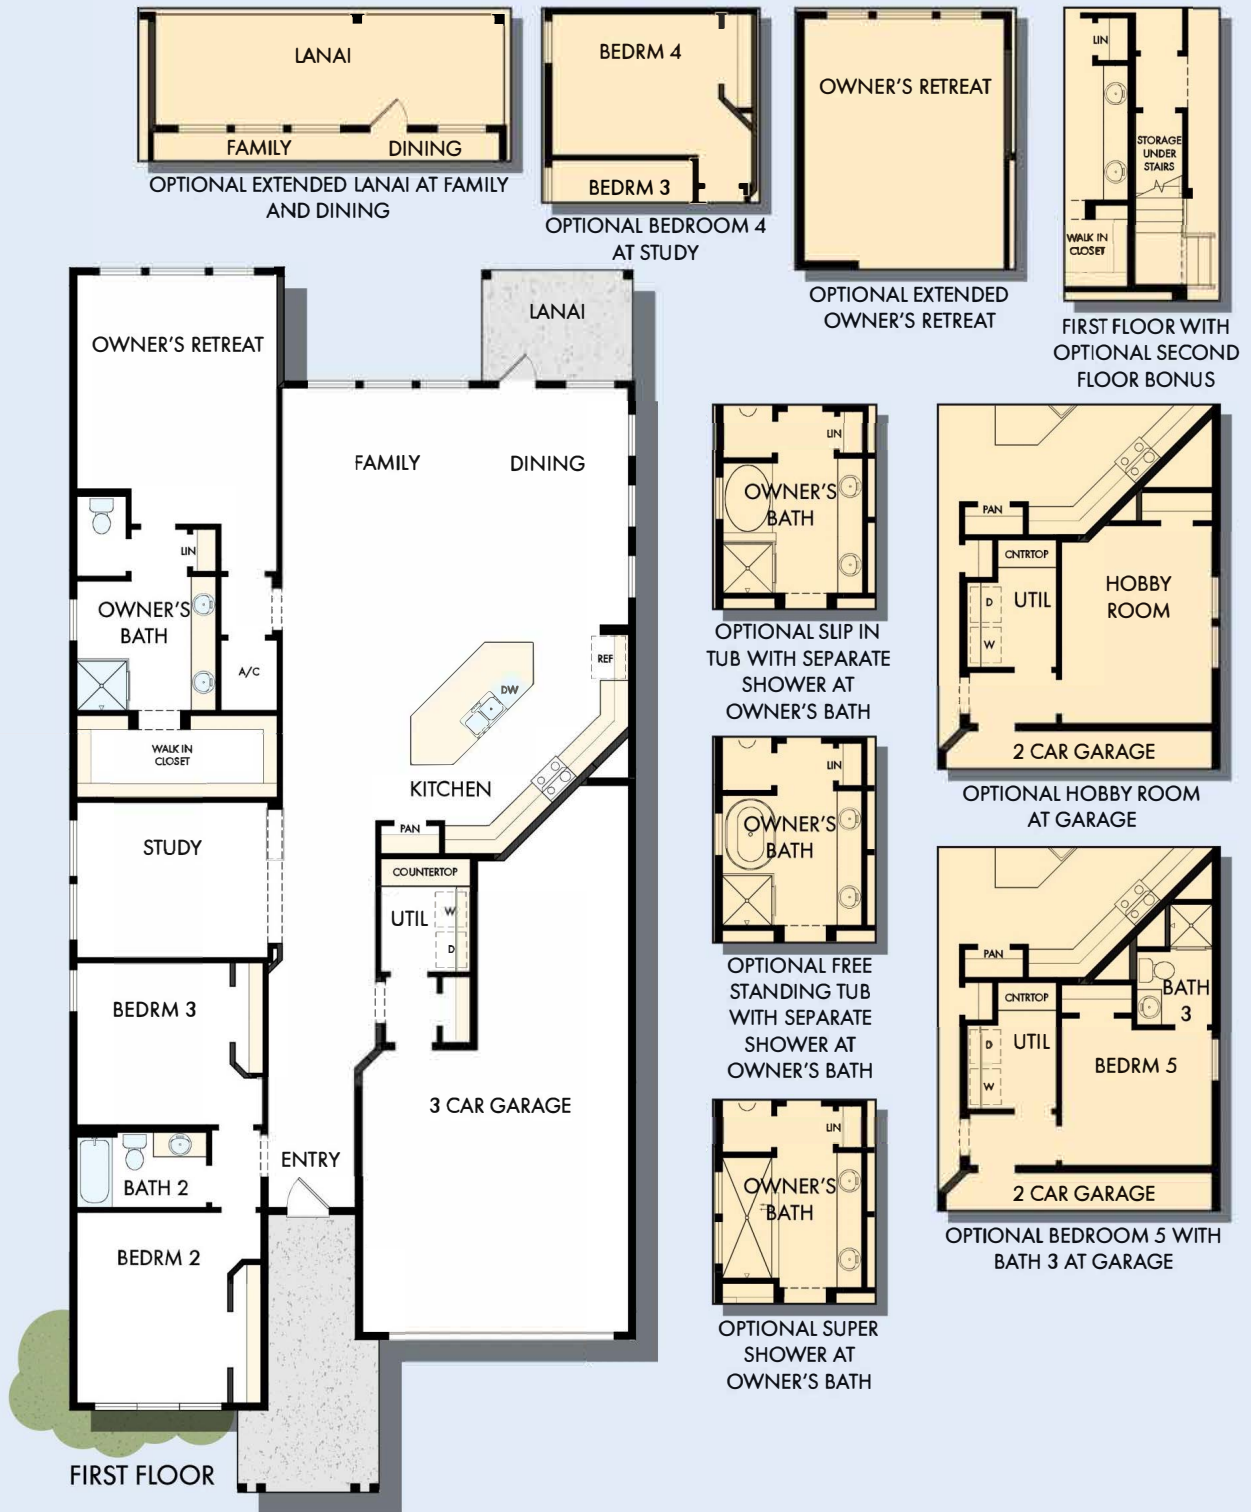 LANAI
FAMILY
DINING
OPTIONAL EXTENDED LANAI AT FAMILY
AND DINING
BEDRM 4
BEDRM 3
OPTIONAL BEDROOM 4
AT STUDY
OWNER'S RETREAT
OPTIONAL EXTENDED
OWNER'S RETREAT
LIN
STORAGE
UNDER
STAIRS
WALK IN
CLOSET
FIRST FLOOR WITH
OPTIONAL SECOND
FLOOR BONUS
OWNER'S RETREAT
LANAI
FAMILY
DINING
LIN
OWNER'S
BATH
A/C
REF
DW
WALK IN
CLOSET
KITCHEN
PAN
STUDY
COUNTERTOP
UTIL
W
D
BEDRM 3
3 CAR GARAGE
ENTRY
BATH 2
BEDRM 2
FIRST FLOOR
LIN
OWNER'S
BATH
OPTIONAL SLIP IN
TUB WITH SEPARATE
SHOWER AT
OWNER'S BATH
LIN
OWNER'S
BATH
OPTIONAL FREE
STANDING TUB
WITH SEPARATE
SHOWER AT
OWNER'S BATH
LIN
OWNER'S
BATH
OPTIONAL SUPER
SHOWER AT
OWNER'S BATH
PAN
CNTRTOP
D
UTIL
W
HOBBY
ROOM
2 CAR GARAGE
OPTIONAL HOBBY ROOM
AT GARAGE
PAN
CNTRTOP
BATH
3
D
UTIL
W
BEDRM 5
2 CAR GARAGE
OPTIONAL BEDROOM 5 WITH
BATH 3 AT GARAGE